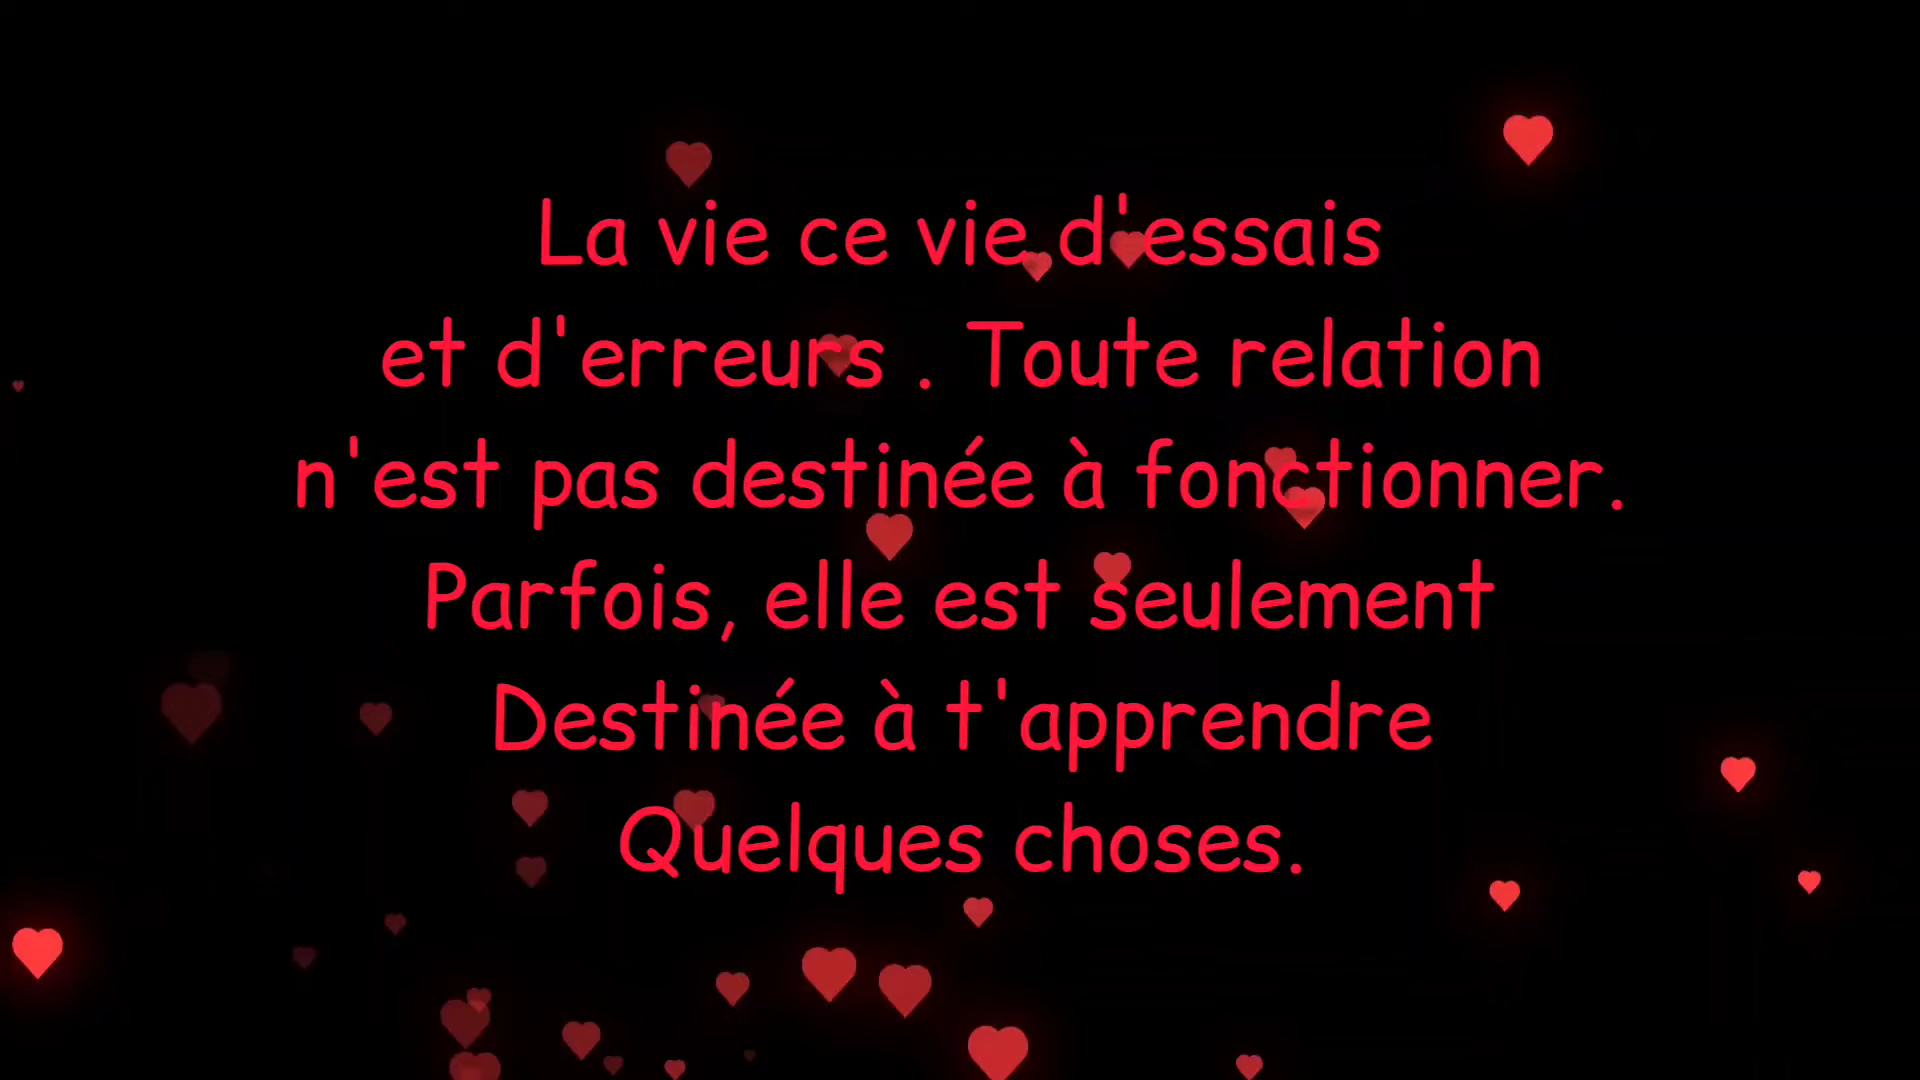 La vie ce vie d'essais
et d'erreurs . Toute relation
n'est pas destinée à fonctionner.
Parfois, elle est seulement
Destinée à t'apprendre
Quelques choses.